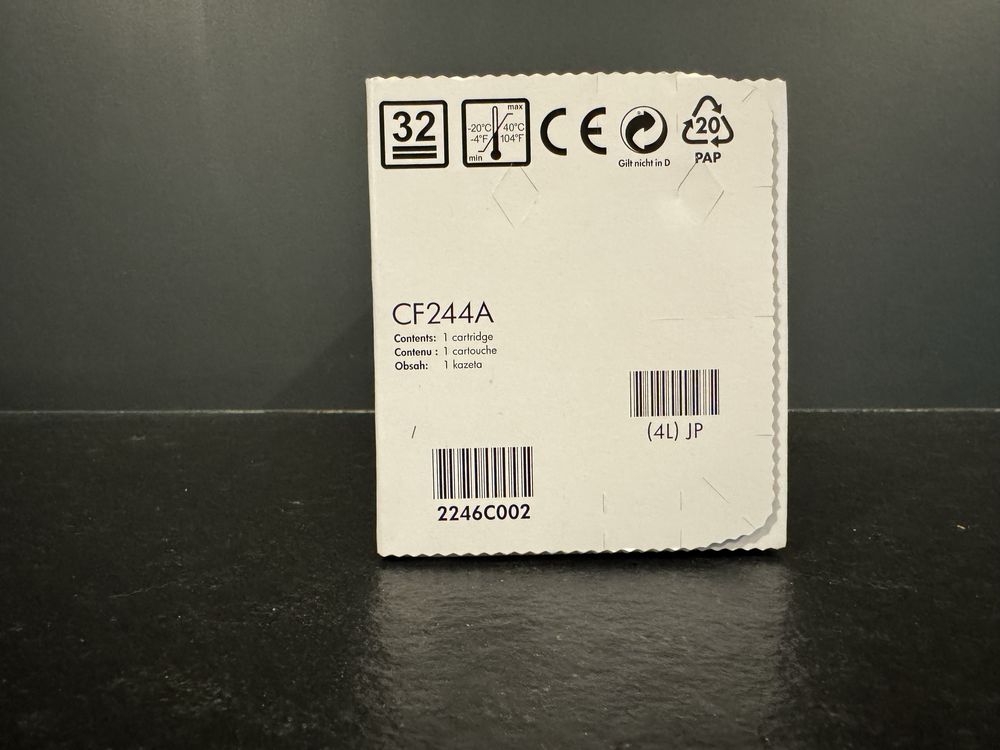 32
max
-20°C 40°C
-4°F 104°F
min
CE
Gilt nicht in D
20
PAP
CF244A
Contents: 1 cartridge
Contenu : 1 cartouche
Obsah: 1 kazeta
(4L) JP
2246C002